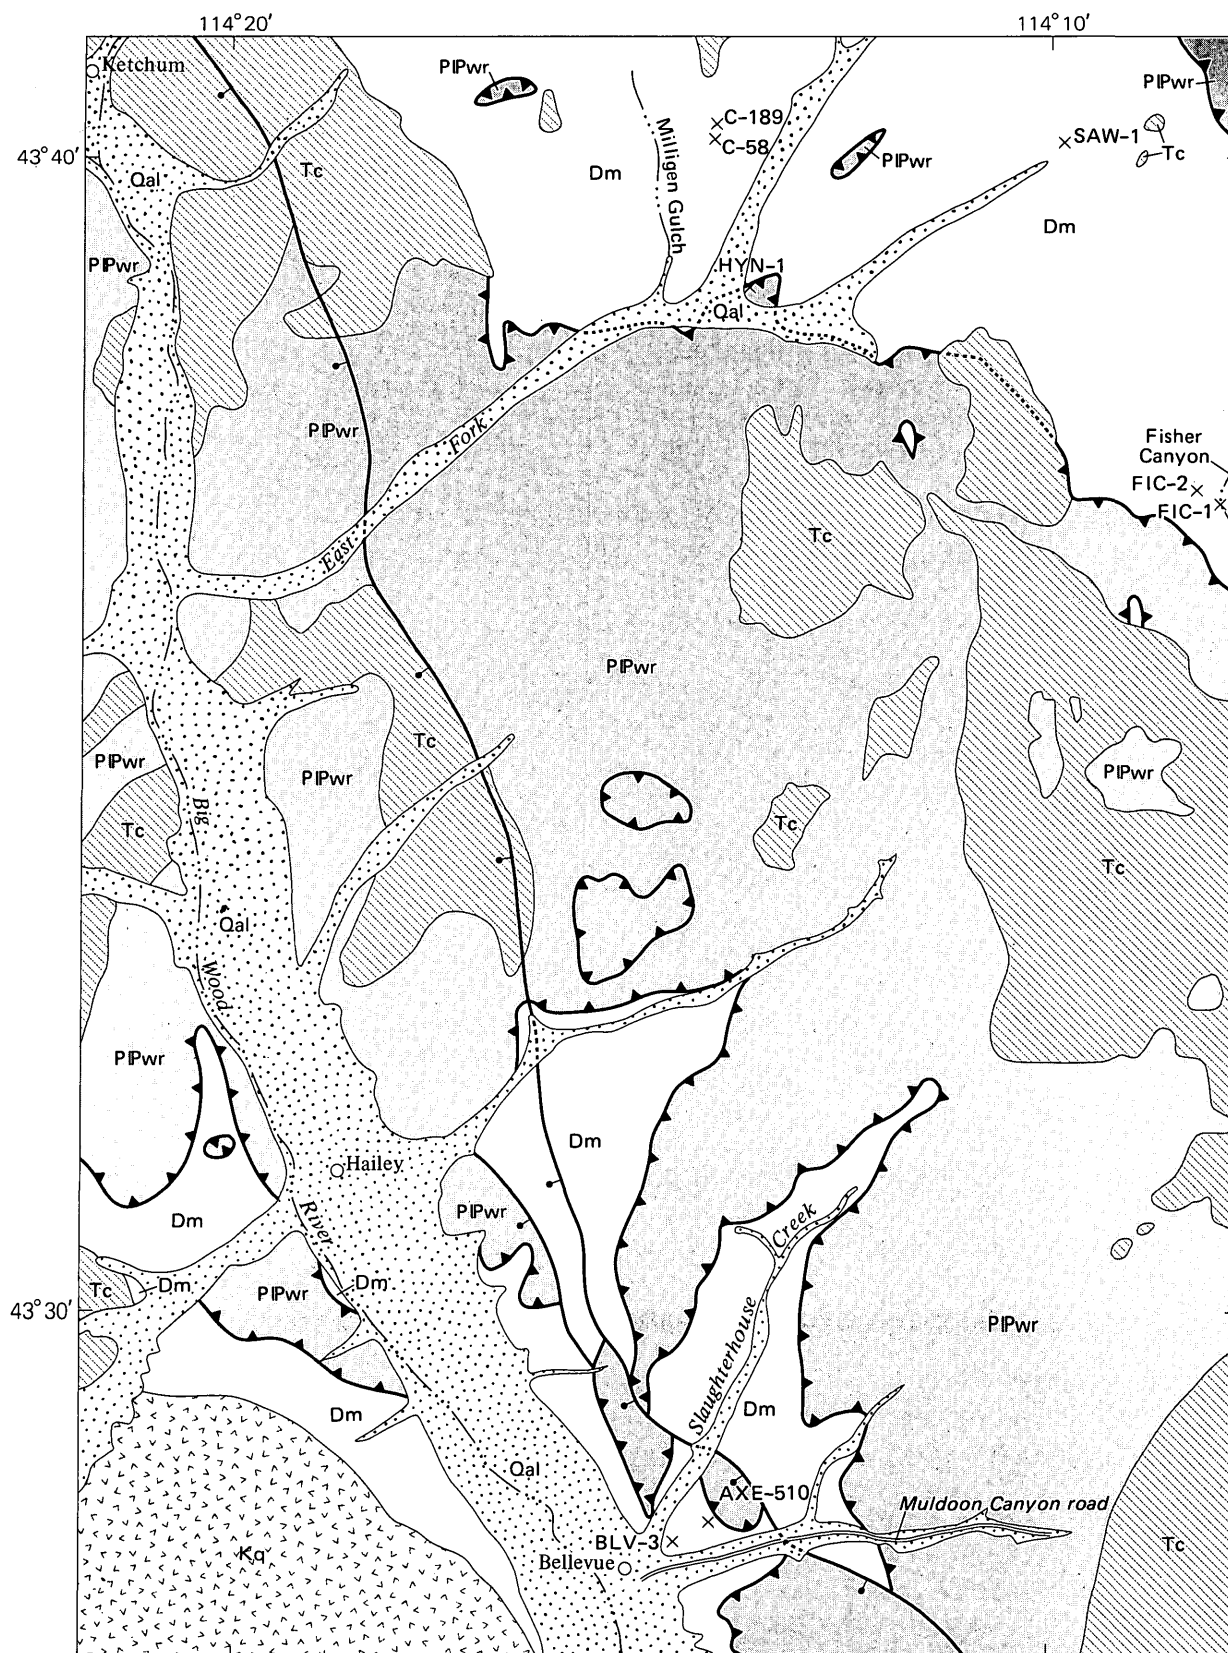 114°20'
114°10'
Ketchum
PIPwr
C-189
C-58
PIPwr
SAW-1
Tc
43°40'
Qal
Tc
Dm
Milligen Gulch
PIPwr
Dm
PIPwr
HYN-1
Qal
PIPwr
East Fork
Fisher
Canyon
FIC-2
FIC-1
Tc
PIPwr
Tc
PIPwr
PIPwr
PIPwr
Big
Tc
Tc
Tc
Qal
Wood
PIPwr
Dm
Hailey
PIPwr
Dm
River
Creek
Tc
Dm
PIPwr
Dm
43°30'
PIPwr
Slaughterhouse
Dm
Dm
Qal
AXE-510
Muldoon Canyon road
BLV-3
Bellevue
Kg
Tc